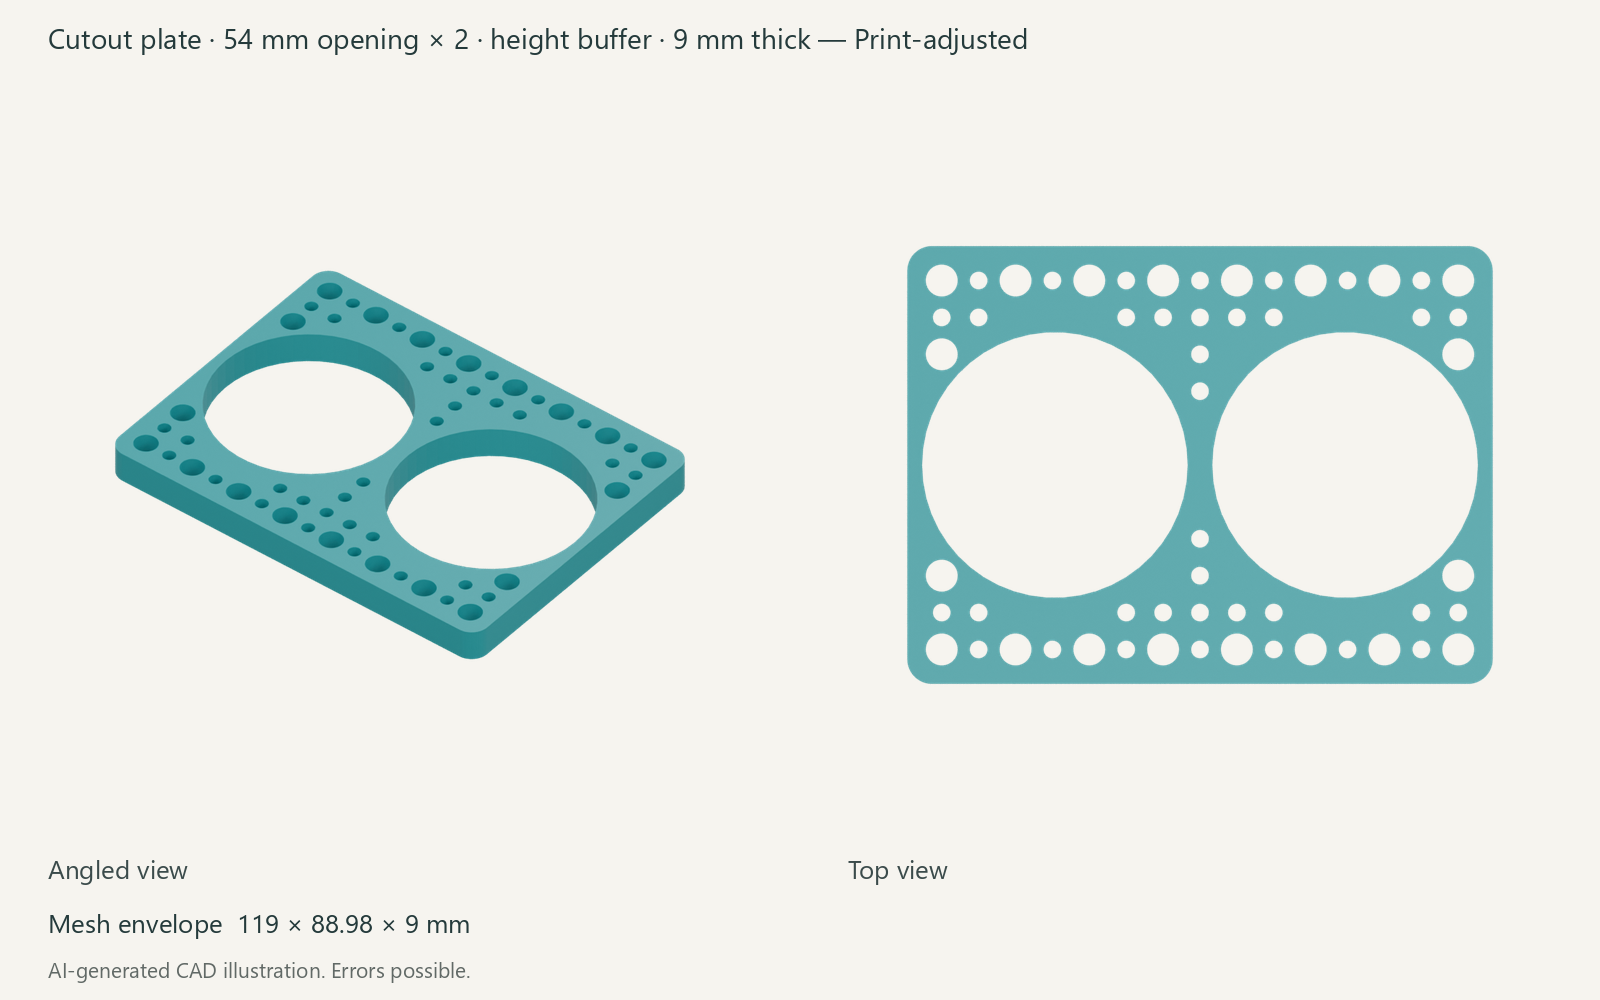 Cutout plate · 54 mm opening × 2 · height buffer · 9 mm thick — Print-adjusted
Angled view
Top view
Mesh envelope 119 × 88.98 × 9 mm
AI-generated CAD illustration. Errors possible.